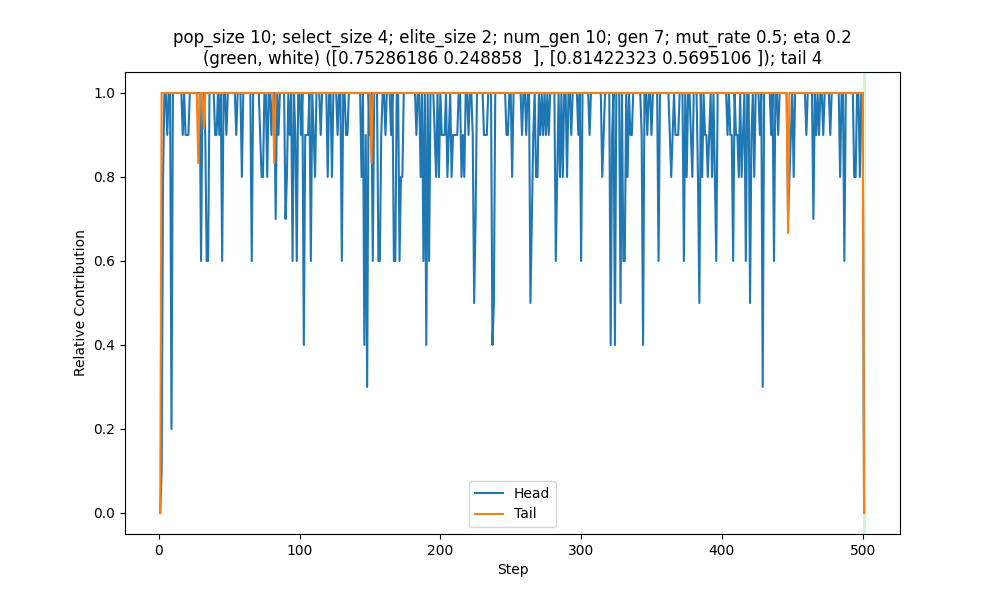 pop_size 10; select_size 4; elite_size 2; num_gen 10; gen 7; mut_rate 0.5; eta 0.2
(green, white) ([0.75286186 0.248858  ], [0.81422323 0.5695106 ]); tail 4
1.0
0.8
0.6
0.4
0.2
0.0
Relative Contribution
Head
Tail
0
100
200
300
400
500
Step